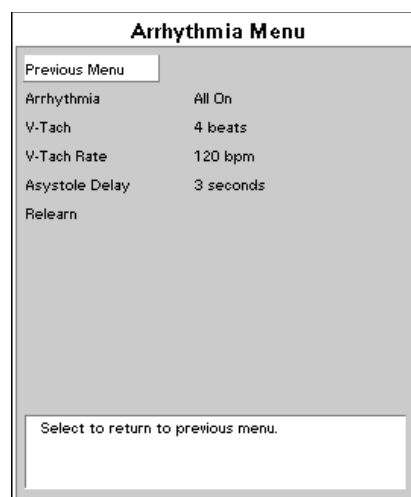 Arrhythmia Menu
Previous Menu
Arrhythmia All On
V-Tach 4 beats
V-Tach Rate 120 bpm
Asystole Delay 3 seconds
Relearn
Select to return to previous menu.